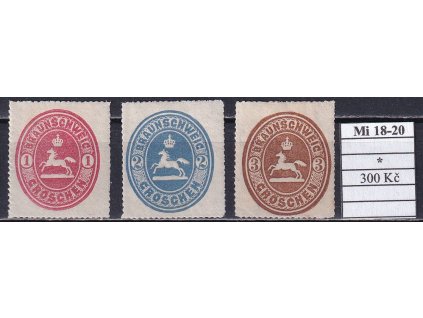 BRAUNSCHWEIG
1 1
GROSCHEN
BRAUNSCHWEIG
2 2
GROSCHEN
BRAUNSCHWEIG
3 3
GROSCHEN
Mi 18-20
*
300 Kč